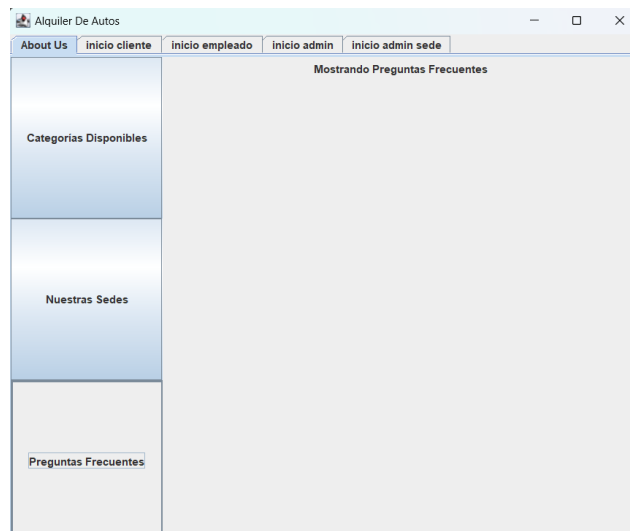 Alquiler De Autos
About Us inicio cliente inicio empleado inicio admin inicio admin sede
Mostrando Preguntas Frecuentes
Categorias Disponibles
Nuestras Sedes
Preguntas Frecuentes